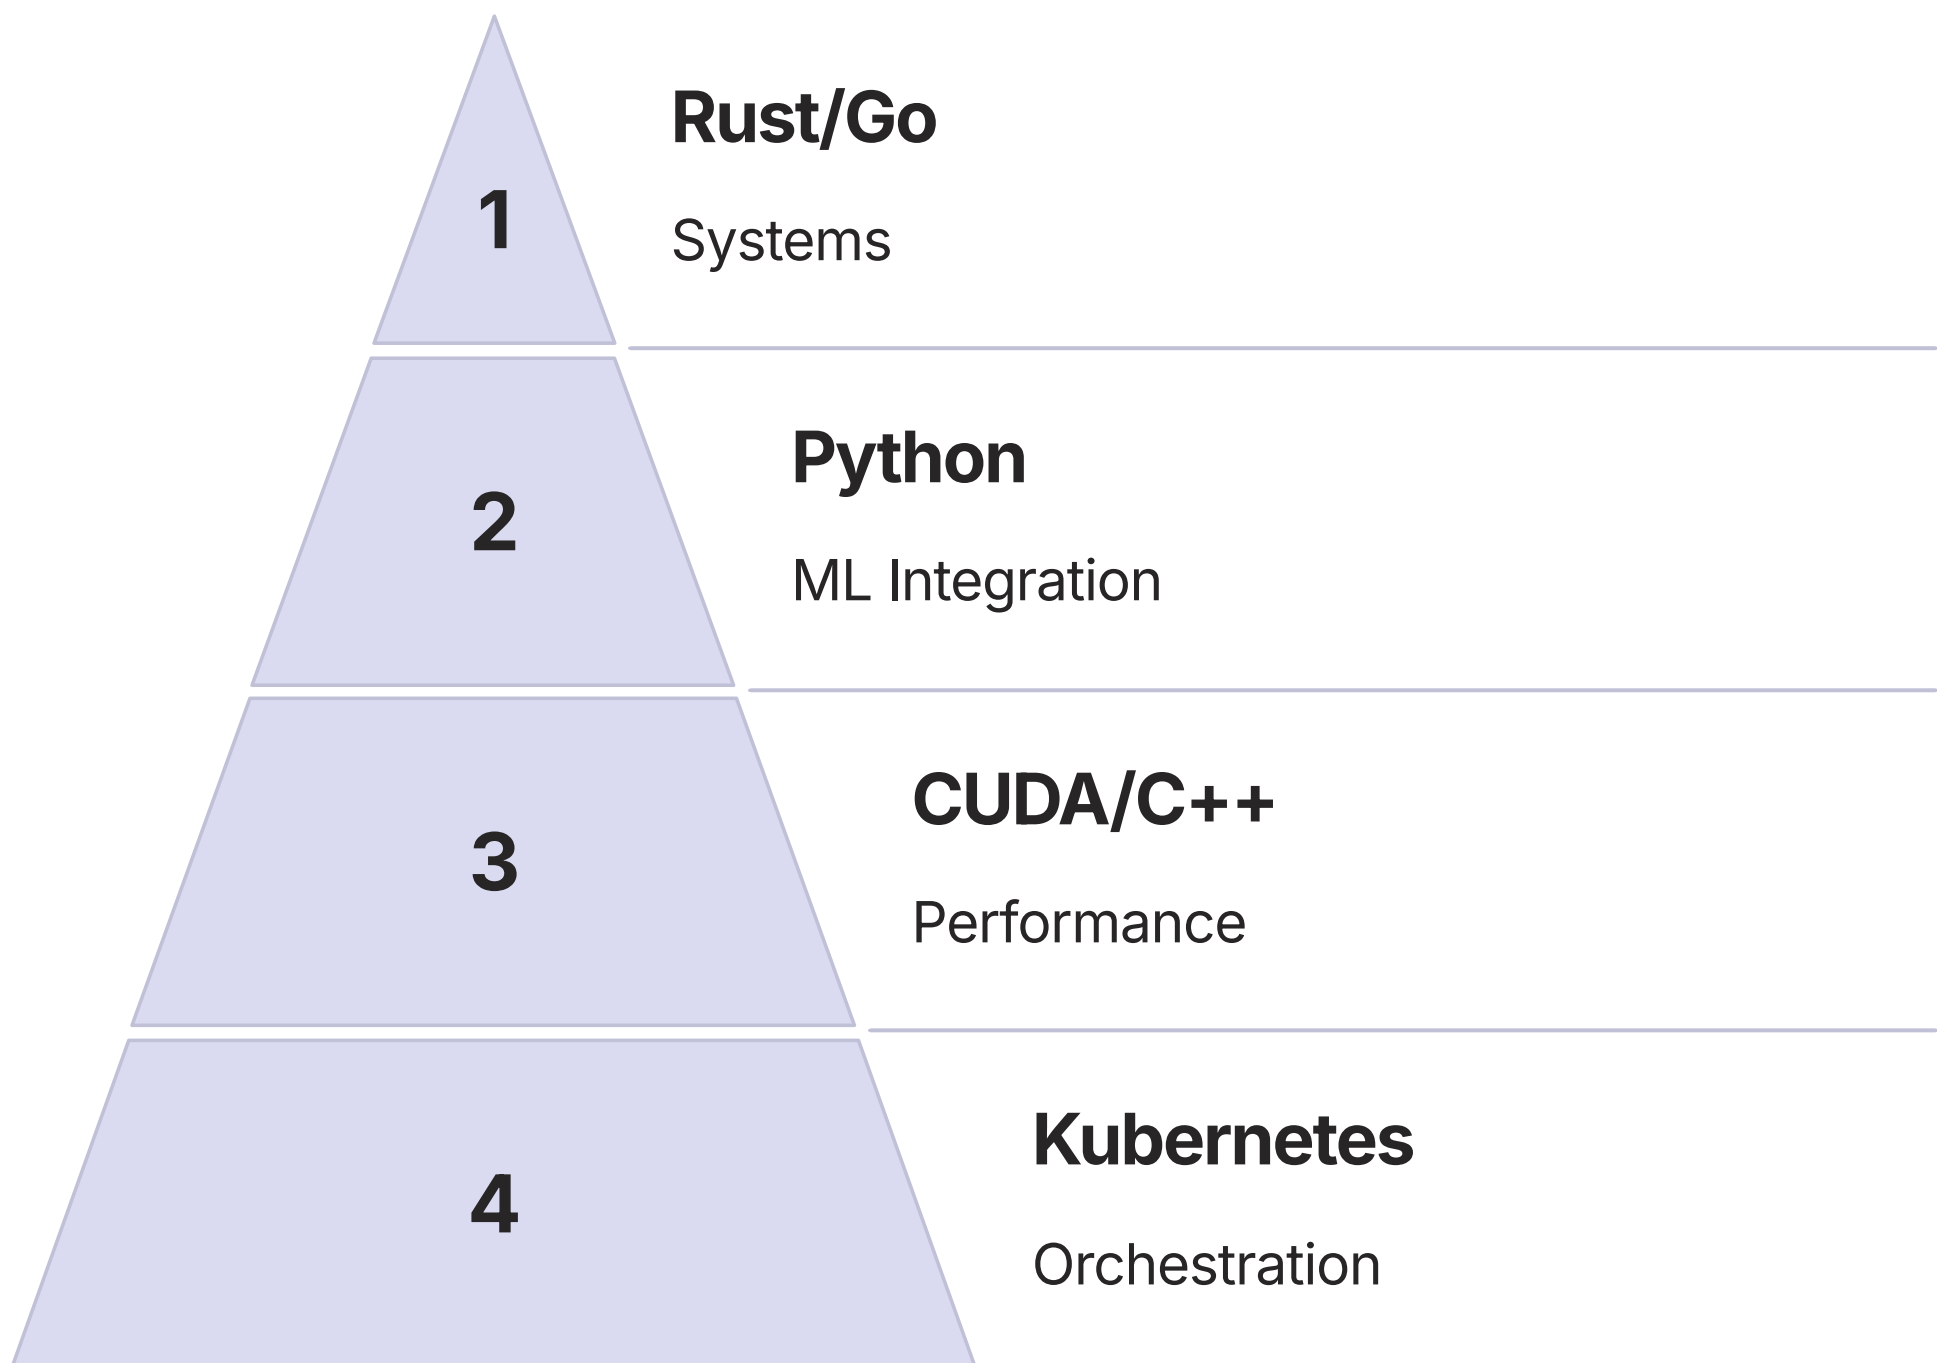 1
Rust/Go
Systems
2
Python
ML Integration
3
CUDA/C++
Performance
4
Kubernetes
Orchestration